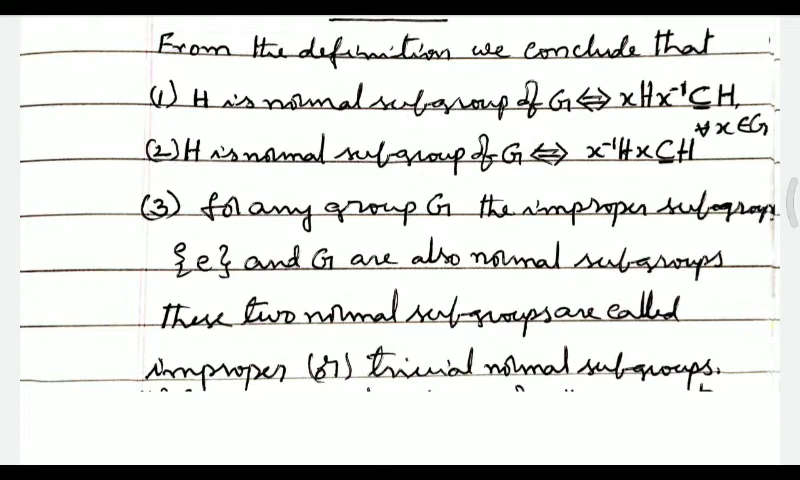 From the definition we conclude that
(1) H is normal subgroup of G ⇔ xHx⁻¹ ⊆ H,
∀ x ∈ G
(2) H is normal subgroup of G ⇔ x⁻¹Hx ⊆ H
(3) for any group G the improper subgroups
{e} and G are also normal subgroups
These two normal subgroups are called
improper (or) trivial normal subgroups.